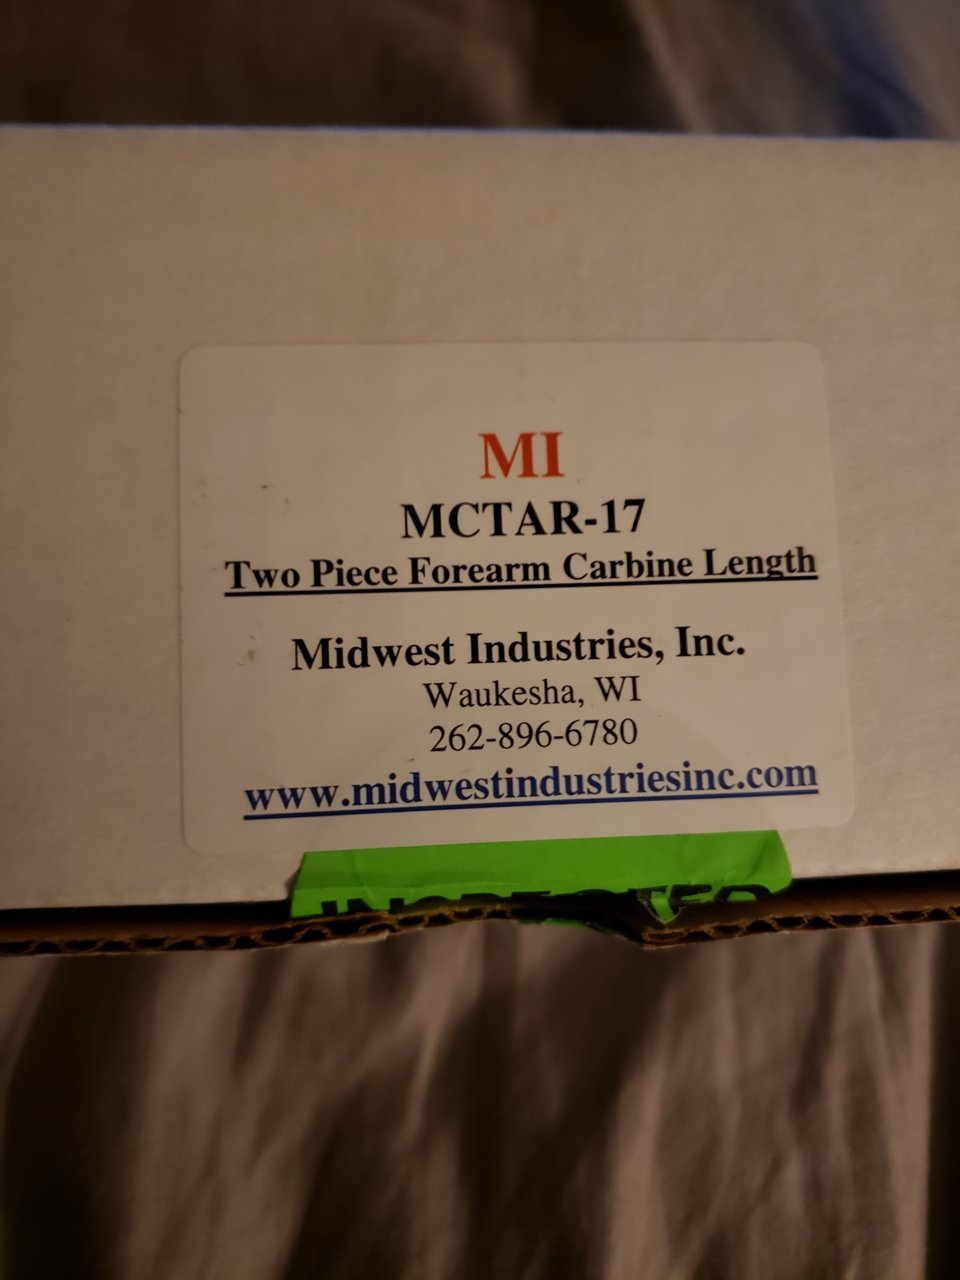 MI
MCTAR-17
Two Piece Forearm Carbine Length
Midwest Industries, Inc.
Waukesha, WI
262-896-6780
www.midwestindustriesinc.com
INSPECTED